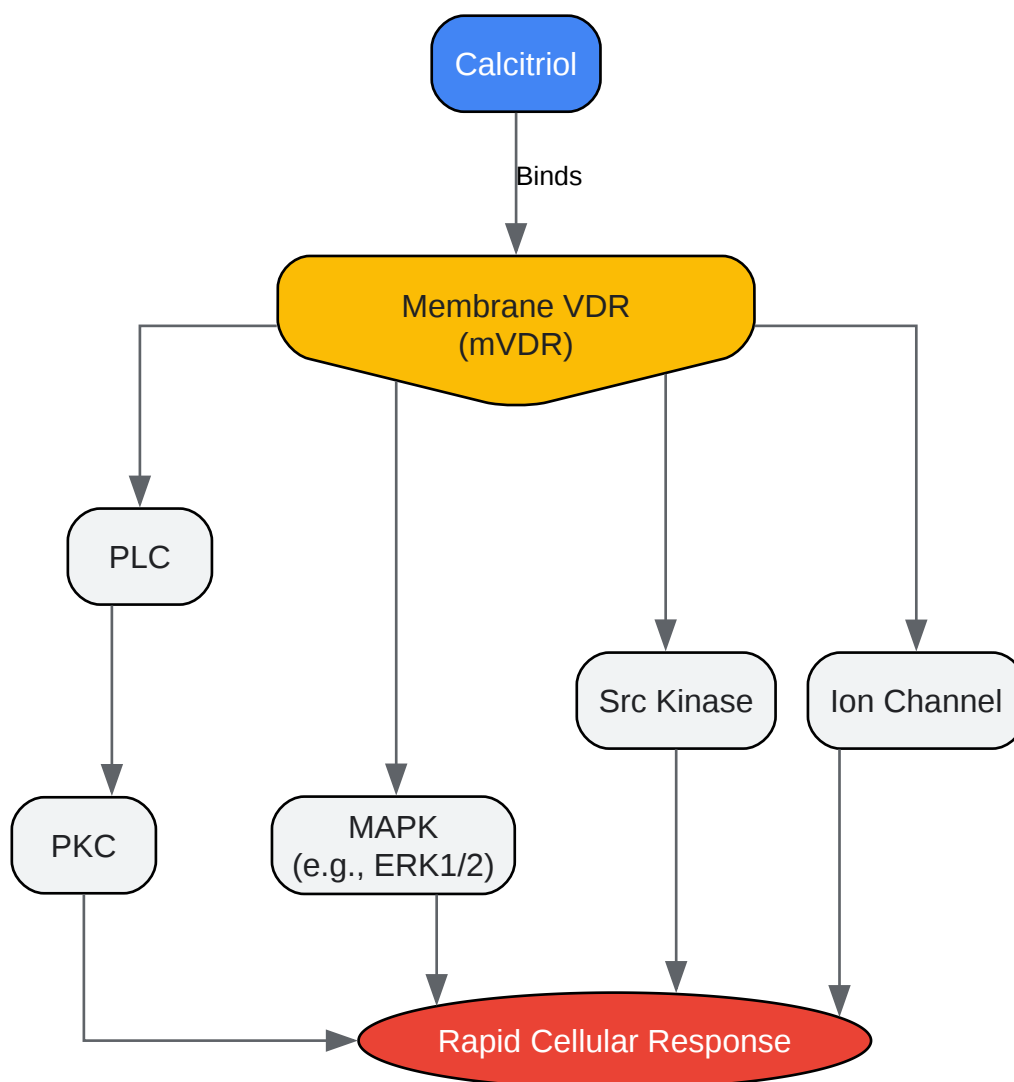 Calcitriol
Binds
Membrane VDR
(mVDR)
PLC
Src Kinase
Ion Channel
PKC
MAPK
(e.g., ERK1/2)
Rapid Cellular Response